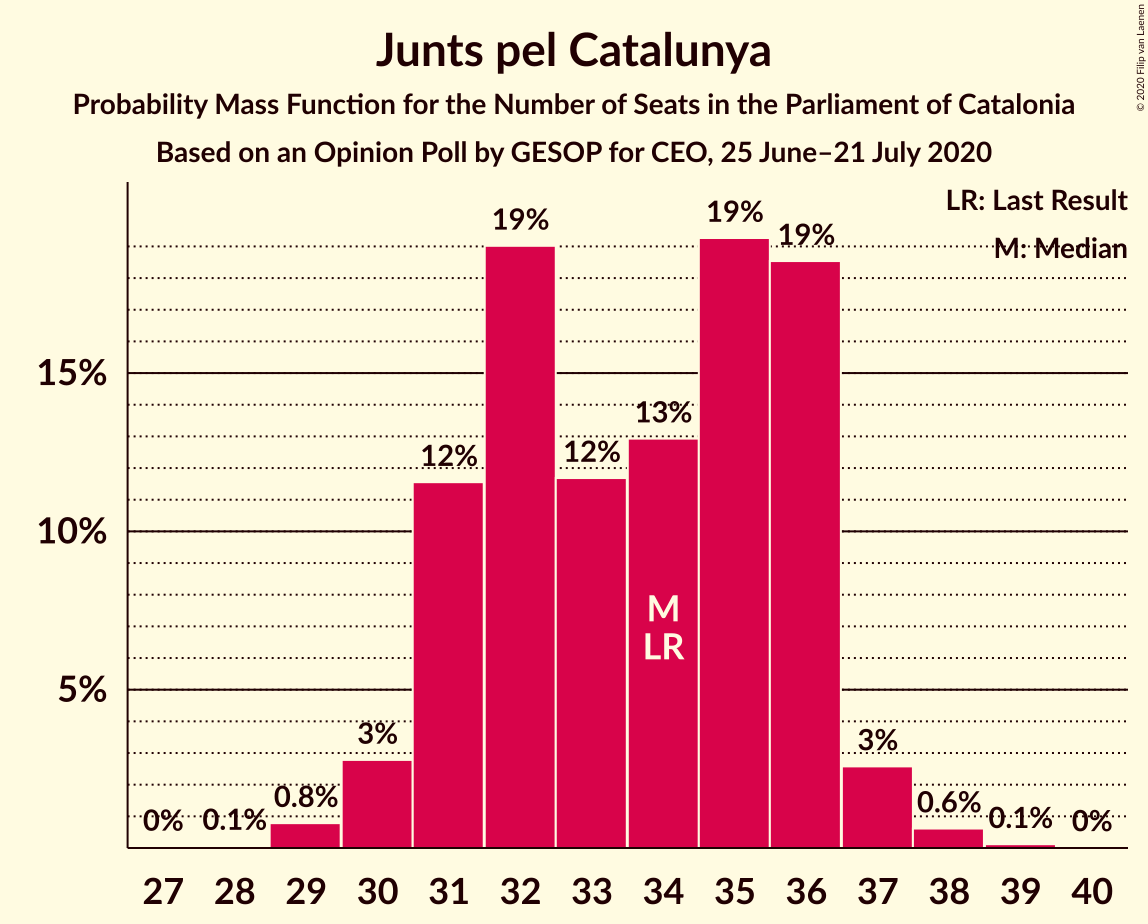 Junts pel Catalunya
Probability Mass Function for the Number of Seats in the Parliament of Catalonia
Based on an Opinion Poll by GESOP for CEO, 25 June–21 July 2020
© 2020 Filip van Laenen
LR: Last Result
M: Median
15%
10%
5%
0%
0.1%
0.8%
3%
12%
19%
12%
13%
19%
19%
3%
0.6%
0.1%
0%
M
LR
27 28 29 30 31 32 33 34 35 36 37 38 39 40